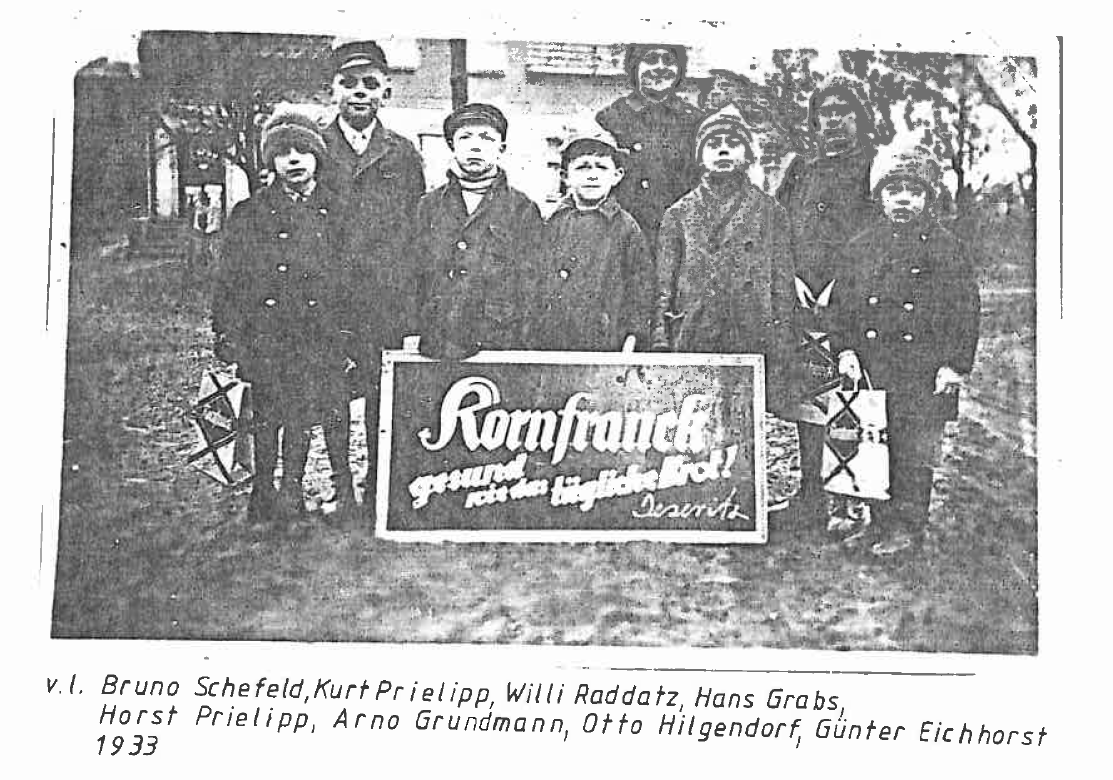 Kornfranck
gesund
wie das tägliche Brot!
Deseritz
v. l. Bruno Schefeld, Kurt Prielipp, Willi Raddatz, Hans Grabs,
Horst Prielipp, Arno Grundmann, Otto Hilgendorf, Günter Eichhorst
1933